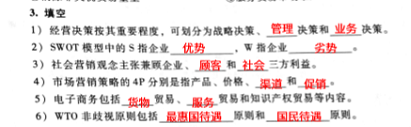 3. 填空
1）经营决策按其重要程度，可划分为战略决策、管理决策和业务决策。
2）SWOT 模型中的 S 指企业优势，W 指企业劣势。
3）社会营销观念主张兼顾企业、顾客和社会三方利益。
4）市场营销策略的 4P 分别是指产品、价格、渠道和促销。
5）电子商务包括货物贸易、服务贸易和知识产权贸易等内容。
6）WTO 非歧视原则包括最惠国待遇原则和国民待遇原则。